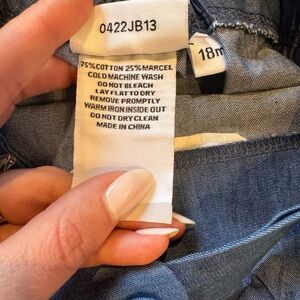 0422JB13
75%COTTON 25%MARCEL
COLD MACHINE WASH
DO NOT BLEACH
LAY FLAT TO DRY
REMOVE PROMPTLY
WARM IRON INSIDE OUT
DO NOT DRY CLEAN
MADE IN CHINA
18m